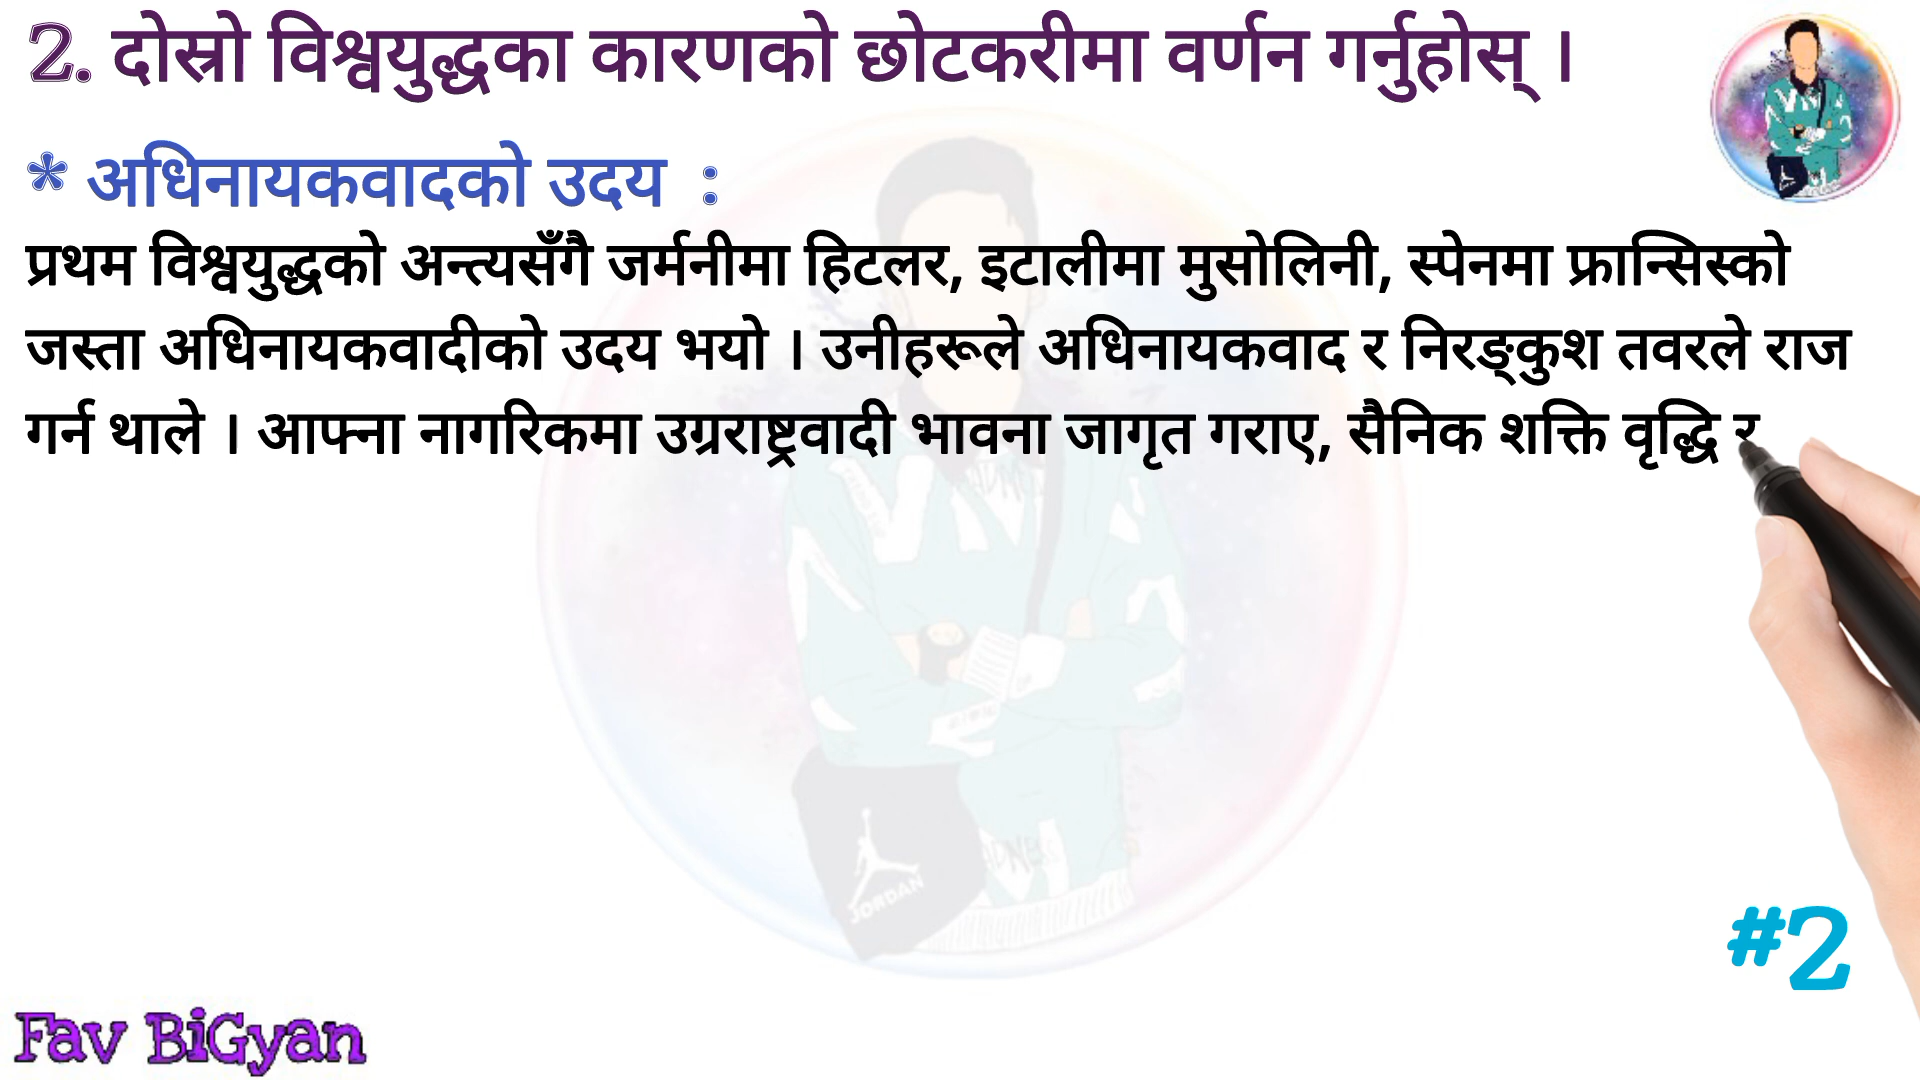 2. दोस्रो विश्वयुद्धका कारणको छोटकरीमा वर्णन गर्नुहोस् ।
* अधिनायकवादको उदय :
प्रथम विश्वयुद्धको अन्त्यसँगै जर्मनीमा हिटलर, इटालीमा मुसोलिनी, स्पेनमा फ्रान्सिस्को
जस्ता अधिनायकवादीको उदय भयो । उनीहरूले अधिनायकवाद र निरङ्कुश तवरले राज
गर्न थाले । आफ्ना नागरिकमा उग्रराष्ट्रवादी भावना जागृत गराए, सैनिक शक्ति वृद्धि र
JORDAN
#2
Fav BiGyan